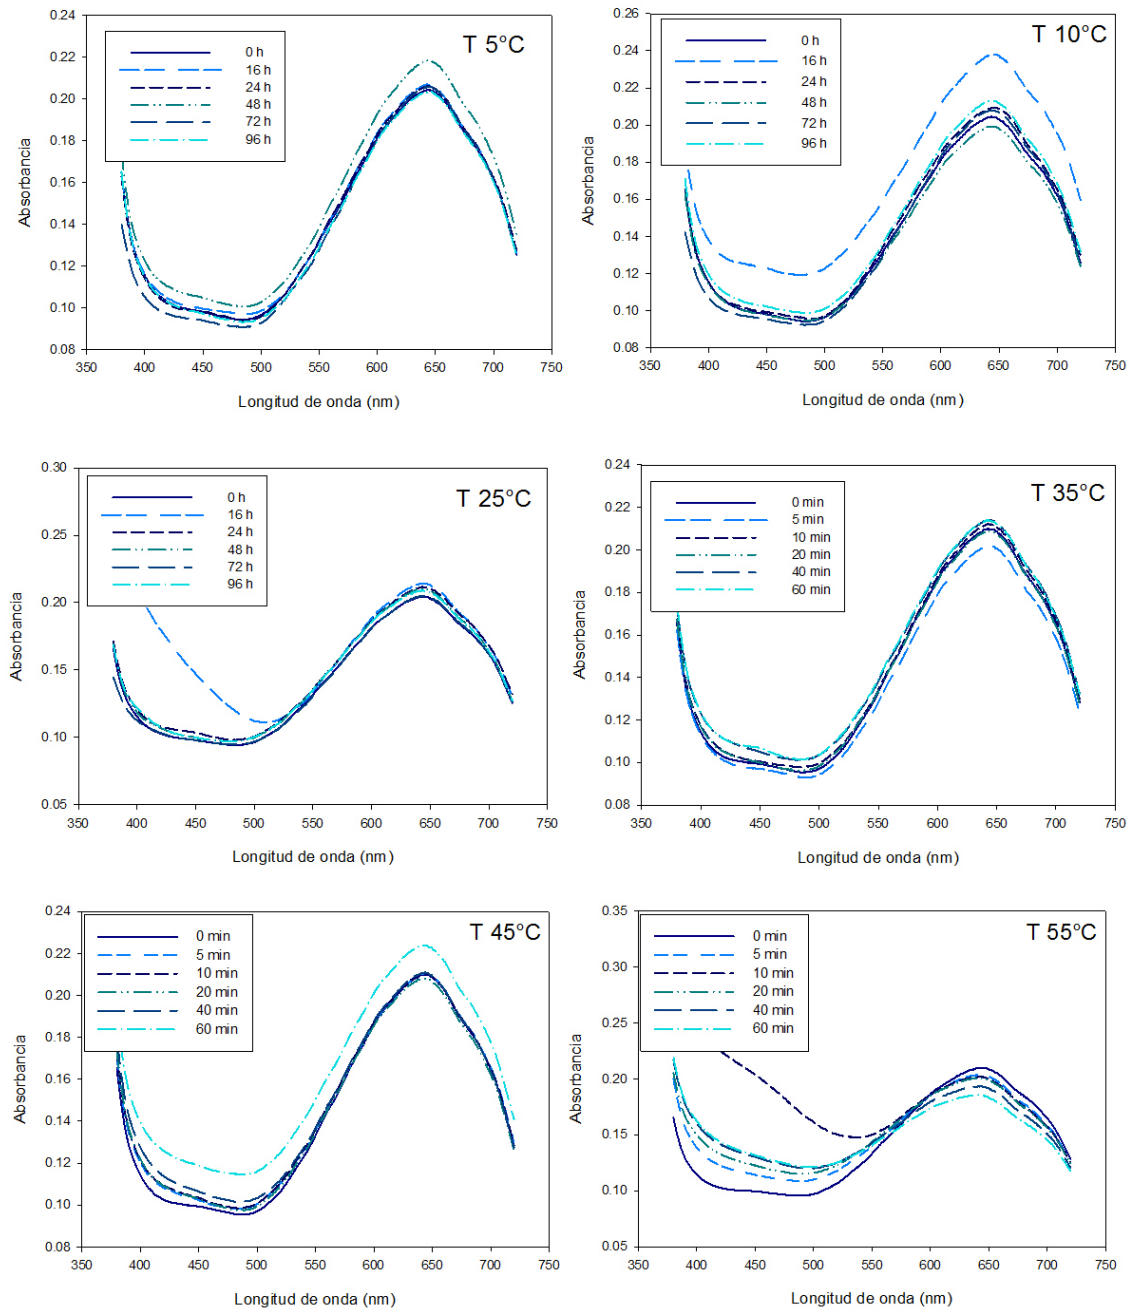 T 5°C
0 h
16 h
24 h
48 h
72 h
96 h
Absorbancia
0.24
0.22
0.20
0.18
0.16
0.14
0.12
0.10
0.08
350 400 450 500 550 600 650 700 750
Longitud de onda (nm)
T 10°C
0 h
16 h
24 h
48 h
72 h
96 h
Absorbancia
0.26
0.24
0.22
0.20
0.18
0.16
0.14
0.12
0.10
0.08
350 400 450 500 550 600 650 700 750
Longitud de onda (nm)
T 25°C
0 h
16 h
24 h
48 h
72 h
96 h
Absorbancia
0.30
0.25
0.20
0.15
0.10
0.05
350 400 450 500 550 600 650 700 750
Longitud de onda (nm)
T 35°C
0 min
5 min
10 min
20 min
40 min
60 min
Absorbancia
0.24
0.22
0.20
0.18
0.16
0.14
0.12
0.10
0.08
350 400 450 500 550 600 650 700 750
Longitud de onda (nm)
T 45°C
0 min
5 min
10 min
20 min
40 min
60 min
Absorbancia
0.24
0.22
0.20
0.18
0.16
0.14
0.12
0.10
0.08
350 400 450 500 550 600 650 700 750
Longitud de onda (nm)
T 55°C
0 min
5 min
10 min
20 min
40 min
60 min
Absorbancia
0.35
0.30
0.25
0.20
0.15
0.10
0.05
350 400 450 500 550 600 650 700 750
Longitud de onda (nm)